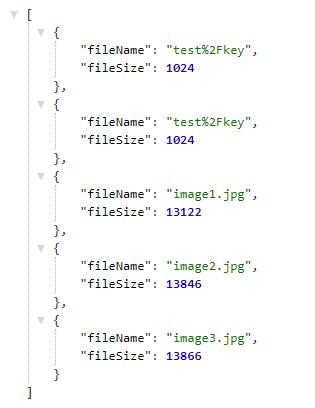 [
{
"fileName": "test%2Fkey",
"fileSize": 1024
},
{
"fileName": "test%2Fkey",
"fileSize": 1024
},
{
"fileName": "image1.jpg",
"fileSize": 13122
},
{
"fileName": "image2.jpg",
"fileSize": 13846
},
{
"fileName": "image3.jpg",
"fileSize": 13866
}
]